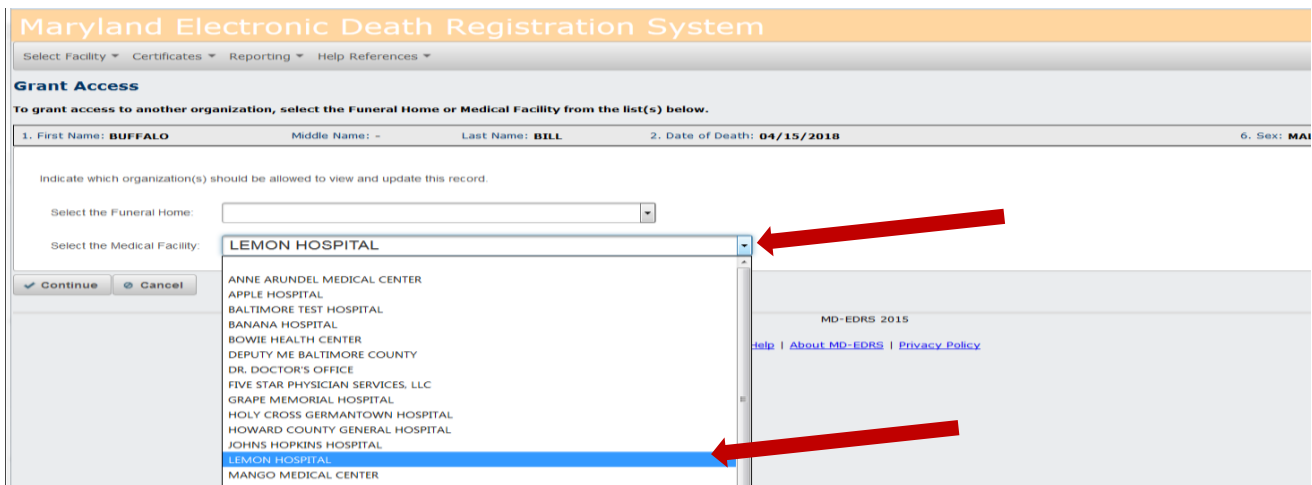 Maryland Electronic Death Registration System
Select Facility Certificates Reporting Help References
Grant Access
To grant access to another organization, select the Funeral Home or Medical Facility from the list(s) below.
1. First Name: BUFFALO Middle Name: - Last Name: BILL 2. Date of Death: 04/15/2018 6. Sex: MAL
Indicate which organization(s) should be allowed to view and update this record.
Select the Funeral Home:
Select the Medical Facility: LEMON HOSPITAL
ANNE ARUNDEL MEDICAL CENTER
Continue Cancel
APPLE HOSPITAL
BALTIMORE TEST HOSPITAL
MD-EDRS 2015
BANANA HOSPITAL
BOWIE HEALTH CENTER
Help | About MD-EDRS | Privacy Policy
DEPUTY ME BALTIMORE COUNTY
DR. DOCTOR'S OFFICE
FIVE STAR PHYSICIAN SERVICES, LLC
GRAPE MEMORIAL HOSPITAL
HOLY CROSS GERMANTOWN HOSPITAL
HOWARD COUNTY GENERAL HOSPITAL
JOHNS HOPKINS HOSPITAL
LEMON HOSPITAL
MANGO MEDICAL CENTER